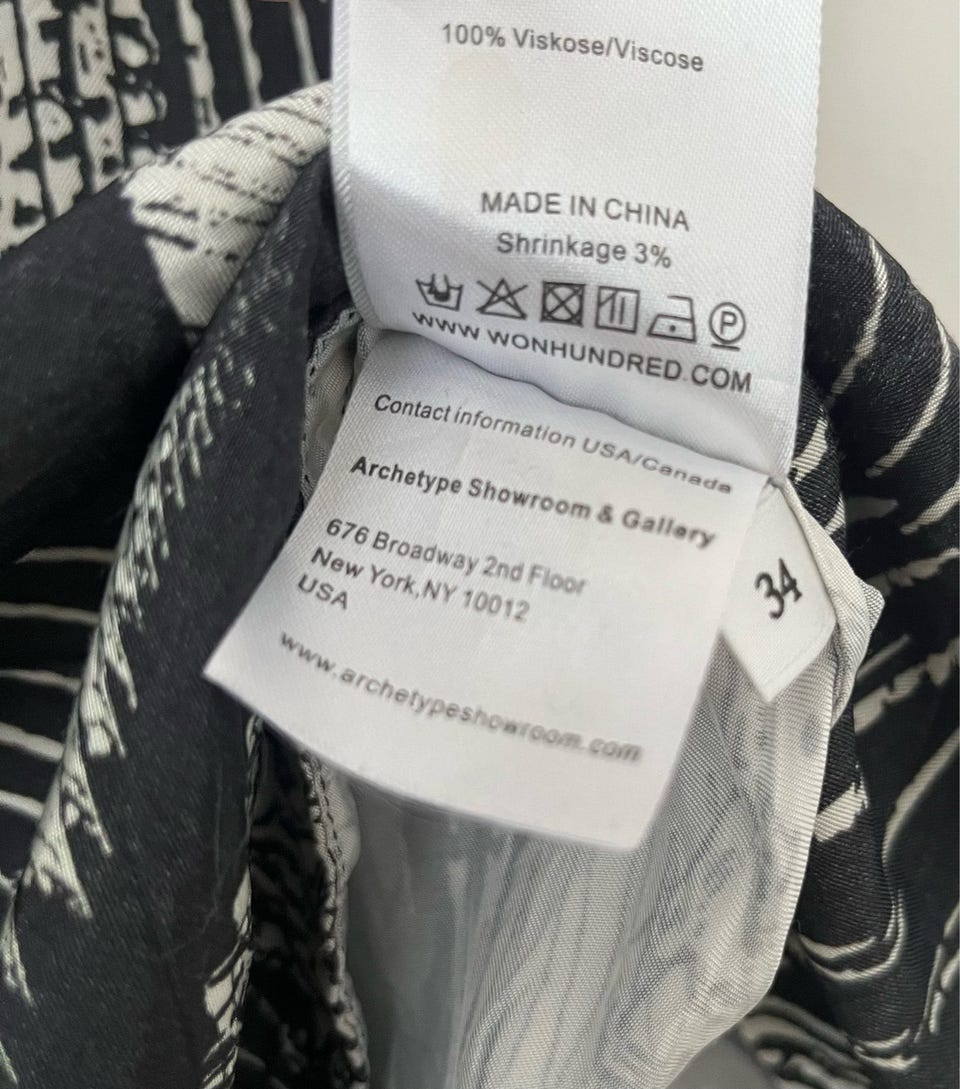 100% Viskose/Viscose
MADE IN CHINA
Shrinkage 3%
P
WWW WONHUNDRED.COM
Contact information USA/Canada
Archetype Showroom & Gallery
676 Broadway 2nd Floor
New York,NY 10012
USA
www.archetypeshowroom.com
34